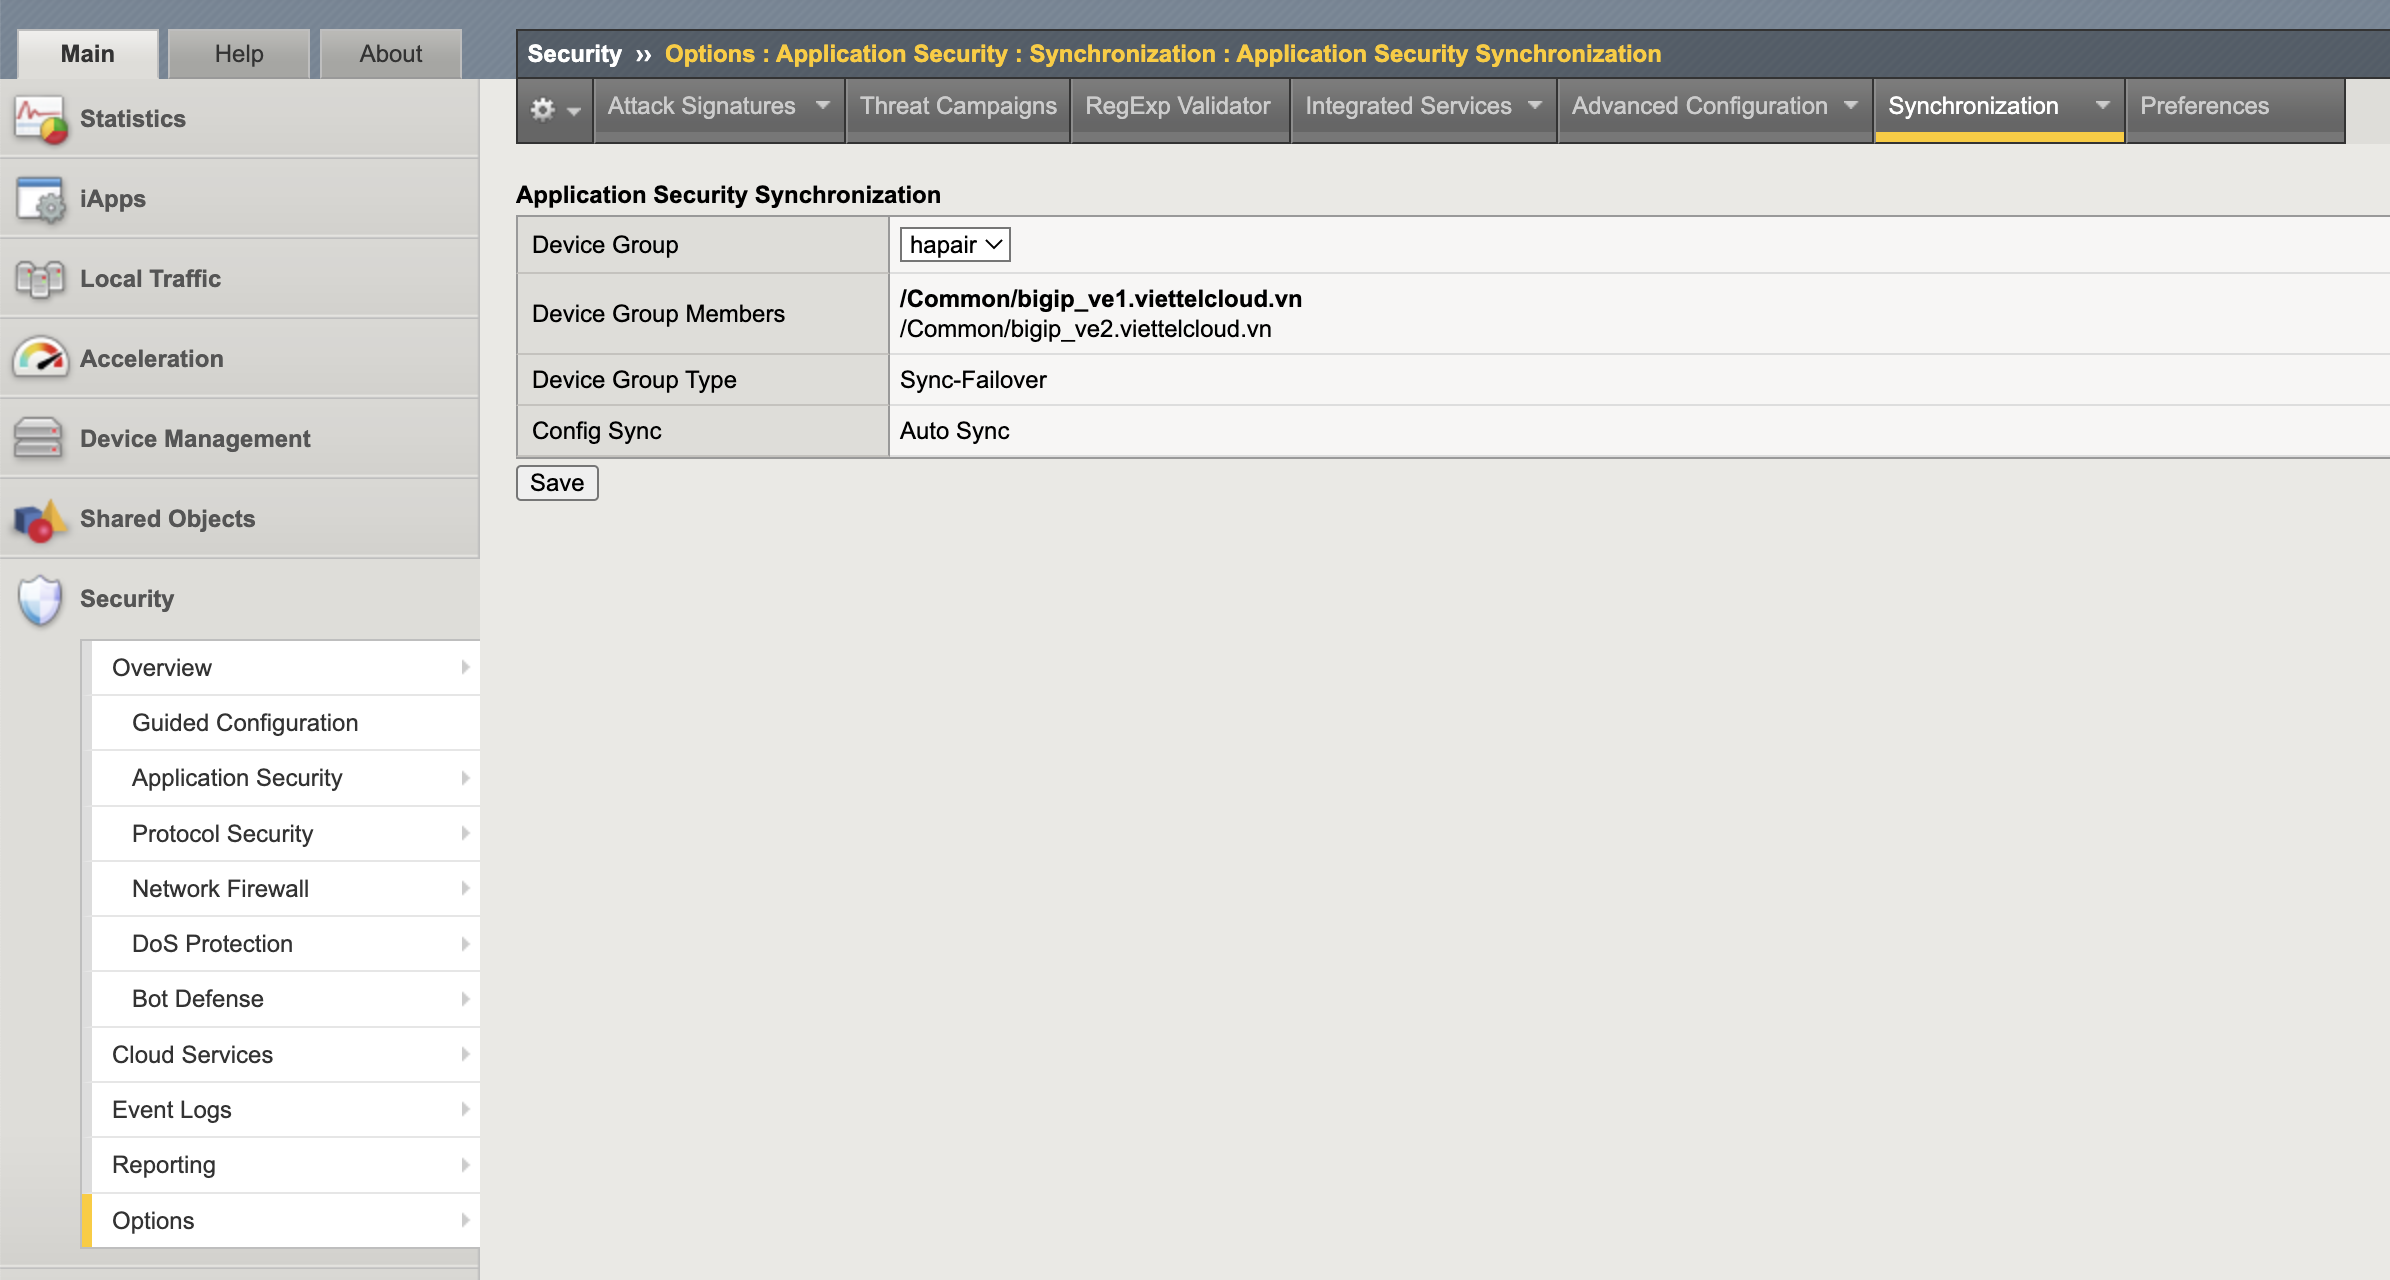 Main
Help
About
Security ›› Options : Application Security : Synchronization : Application Security Synchronization
Attack Signatures
Threat Campaigns
RegExp Validator
Integrated Services
Advanced Configuration
Synchronization
Preferences
Statistics
iApps
Local Traffic
Acceleration
Device Management
Shared Objects
Security
Overview
Guided Configuration
Application Security
Protocol Security
Network Firewall
DoS Protection
Bot Defense
Cloud Services
Event Logs
Reporting
Options
Application Security Synchronization
Device Group
hapair
Device Group Members
/Common/bigip_ve1.viettelcloud.vn
/Common/bigip_ve2.viettelcloud.vn
Device Group Type
Sync-Failover
Config Sync
Auto Sync
Save